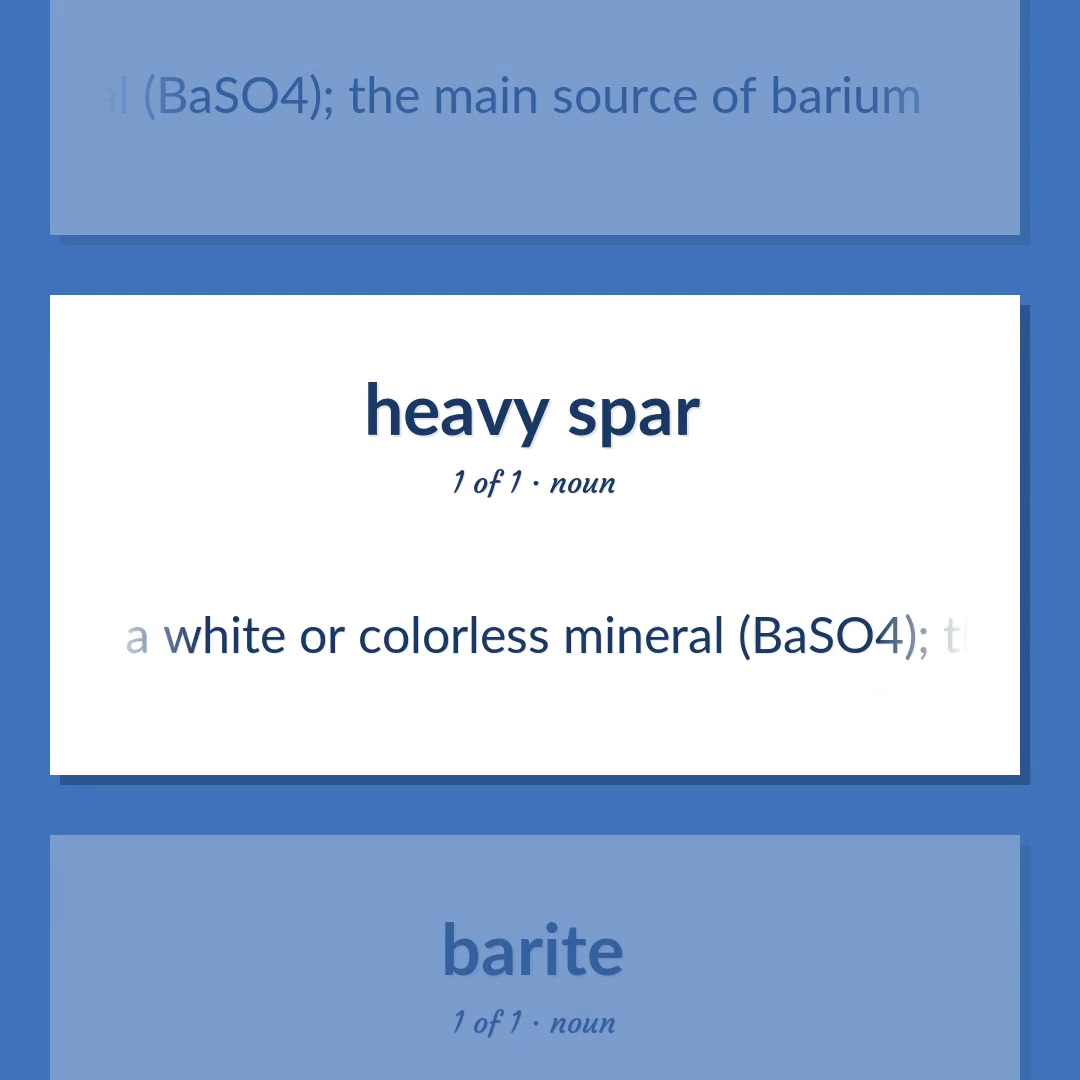 (BaSO4); the main source of barium
heavy spar
1 of 1 · noun
a white or colorless mineral (BaSO4);
barite
1 of 1 · noun